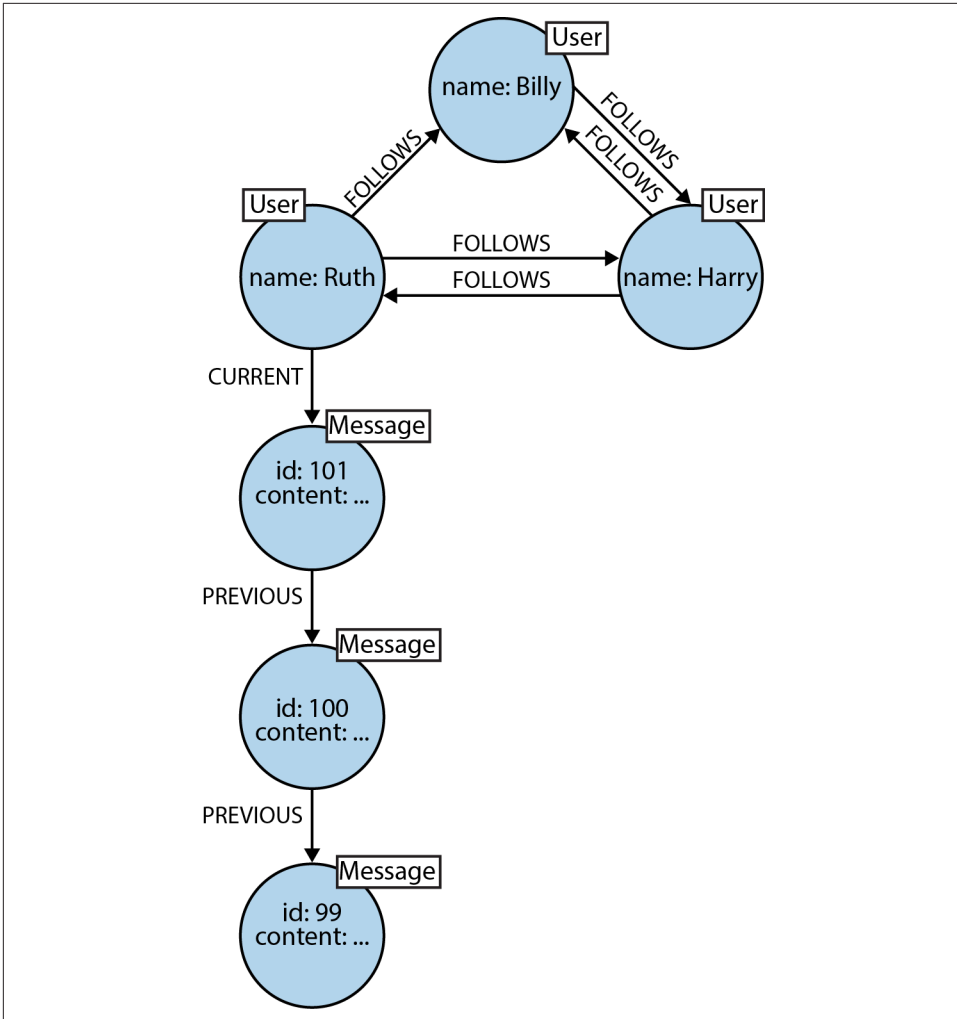 User
name: Billy
FOLLOWS
FOLLOWS
FOLLOWS
User
User
FOLLOWS
name: Ruth
name: Harry
FOLLOWS
CURRENT
Message
id: 101
content: ...
PREVIOUS
Message
id: 100
content: ...
PREVIOUS
Message
id: 99
content: ...